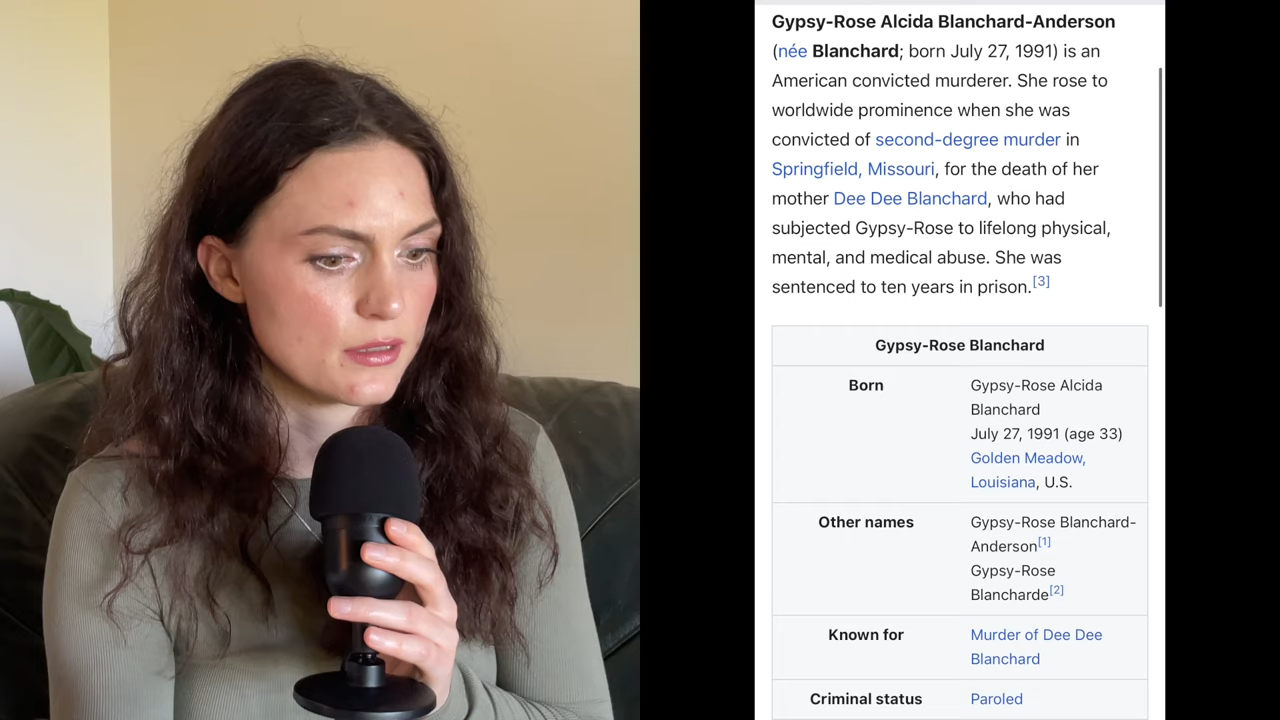 Gypsy-Rose Alcida Blanchard-Anderson
(née Blanchard; born July 27, 1991) is an
American convicted murderer. She rose to
worldwide prominence when she was
convicted of second-degree murder in
Springfield, Missouri, for the death of her
mother Dee Dee Blanchard, who had
subjected Gypsy-Rose to lifelong physical,
mental, and medical abuse. She was
sentenced to ten years in prison.[3]
Gypsy-Rose Blanchard
Born
Gypsy-Rose Alcida
Blanchard
July 27, 1991 (age 33)
Golden Meadow,
Louisiana, U.S.
Other names
Gypsy-Rose Blanchard-
Anderson[1]
Gypsy-Rose
Blancharde[2]
Known for
Murder of Dee Dee
Blanchard
Criminal status
Paroled